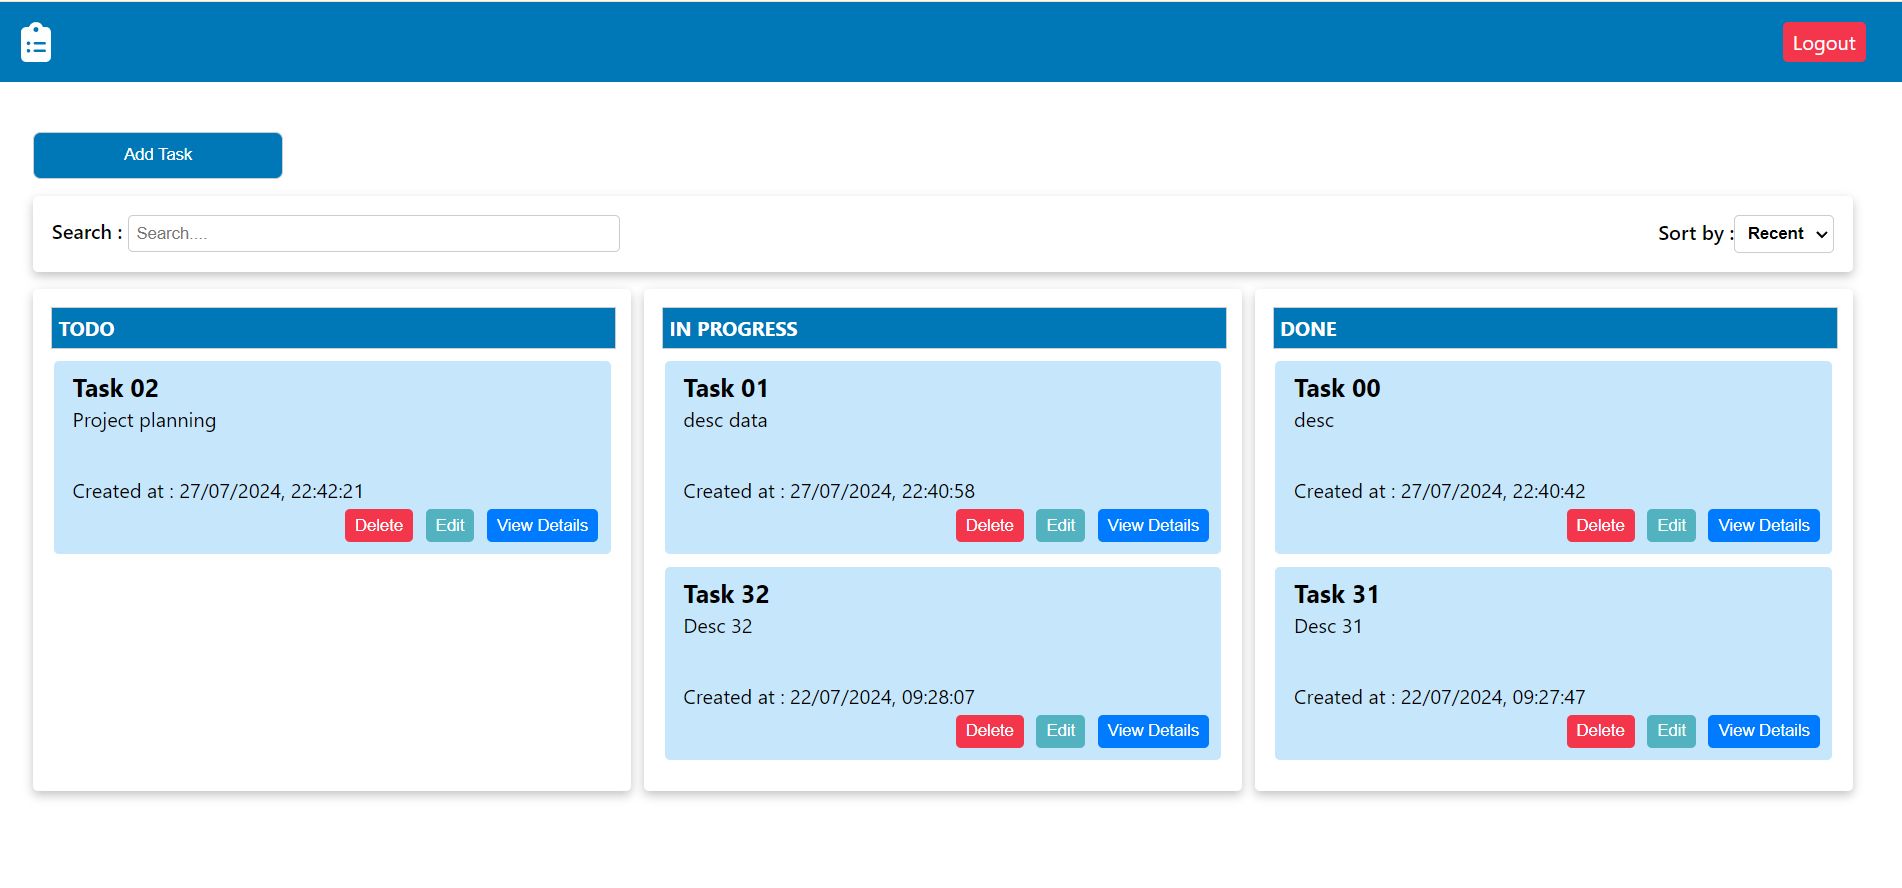 Logout
Add Task
Search : Search....
Sort by : Recent
TODO
Task 02
Project planning
Created at : 27/07/2024, 22:42:21
Delete Edit View Details
IN PROGRESS
Task 01
desc data
Created at : 27/07/2024, 22:40:58
Delete Edit View Details
Task 32
Desc 32
Created at : 22/07/2024, 09:28:07
Delete Edit View Details
DONE
Task 00
desc
Created at : 27/07/2024, 22:40:42
Delete Edit View Details
Task 31
Desc 31
Created at : 22/07/2024, 09:27:47
Delete Edit View Details